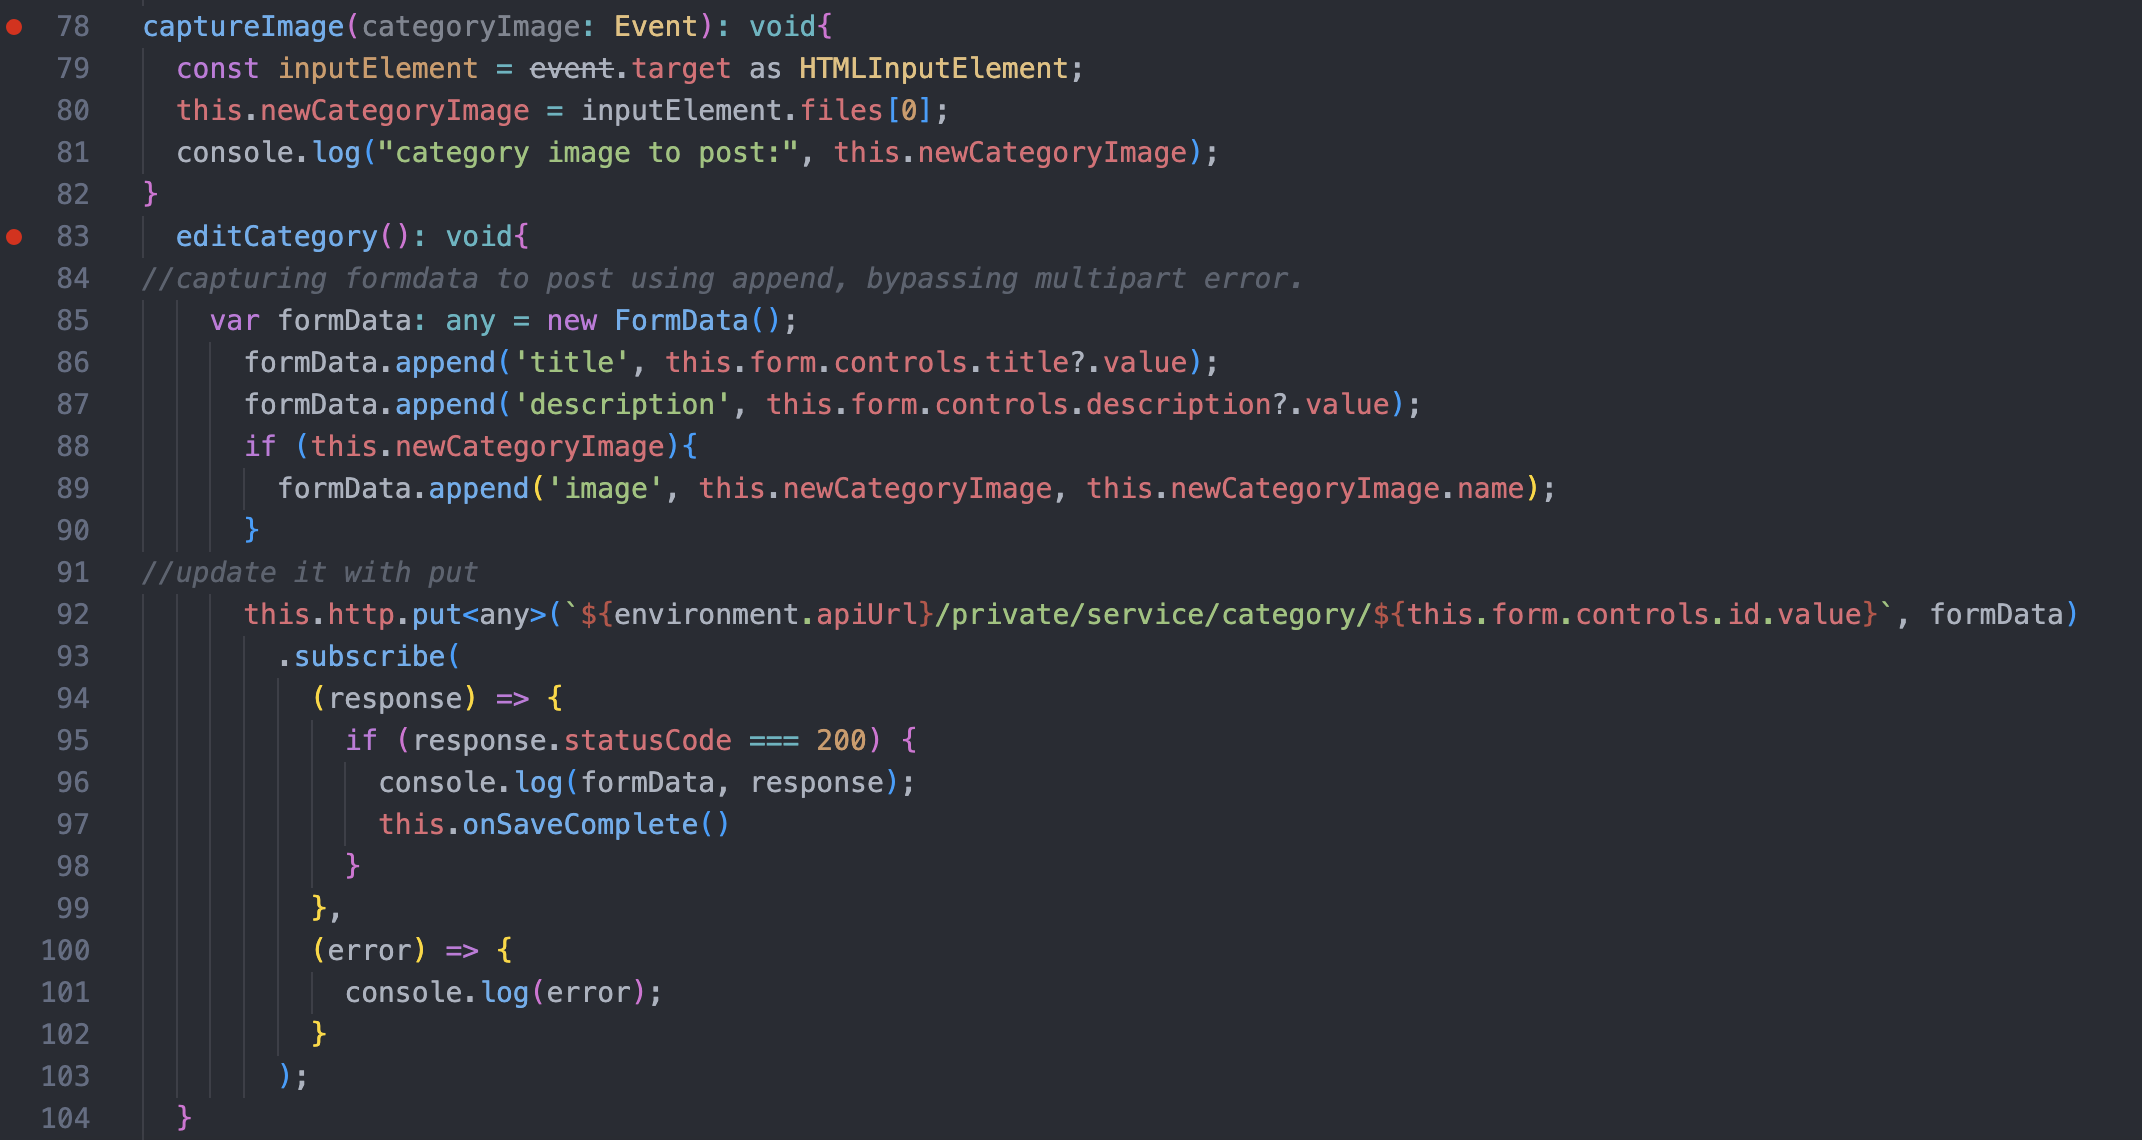 78 captureImage(categoryImage: Event): void{
79 const inputElement = event.target as HTMLInputElement;
80 this.newCategoryImage = inputElement.files[0];
81 console.log("category image to post:", this.newCategoryImage);
82 }
83 editCategory(): void{
84 //capturing formdata to post using append, bypassing multipart error.
85 var formData: any = new FormData();
86 formData.append('title', this.form.controls.title?.value);
87 formData.append('description', this.form.controls.description?.value);
88 if (this.newCategoryImage){
89 formData.append('image', this.newCategoryImage, this.newCategoryImage.name);
90 }
91 //update it with put
92 this.http.put<any>(`${environment.apiUrl}/private/service/category/${this.form.controls.id.value}`, formData)
93 .subscribe(
94 (response) => {
95 if (response.statusCode === 200) {
96 console.log(formData, response);
97 this.onSaveComplete()
98 }
99 },
100 (error) => {
101 console.log(error);
102 }
103 );
104 }